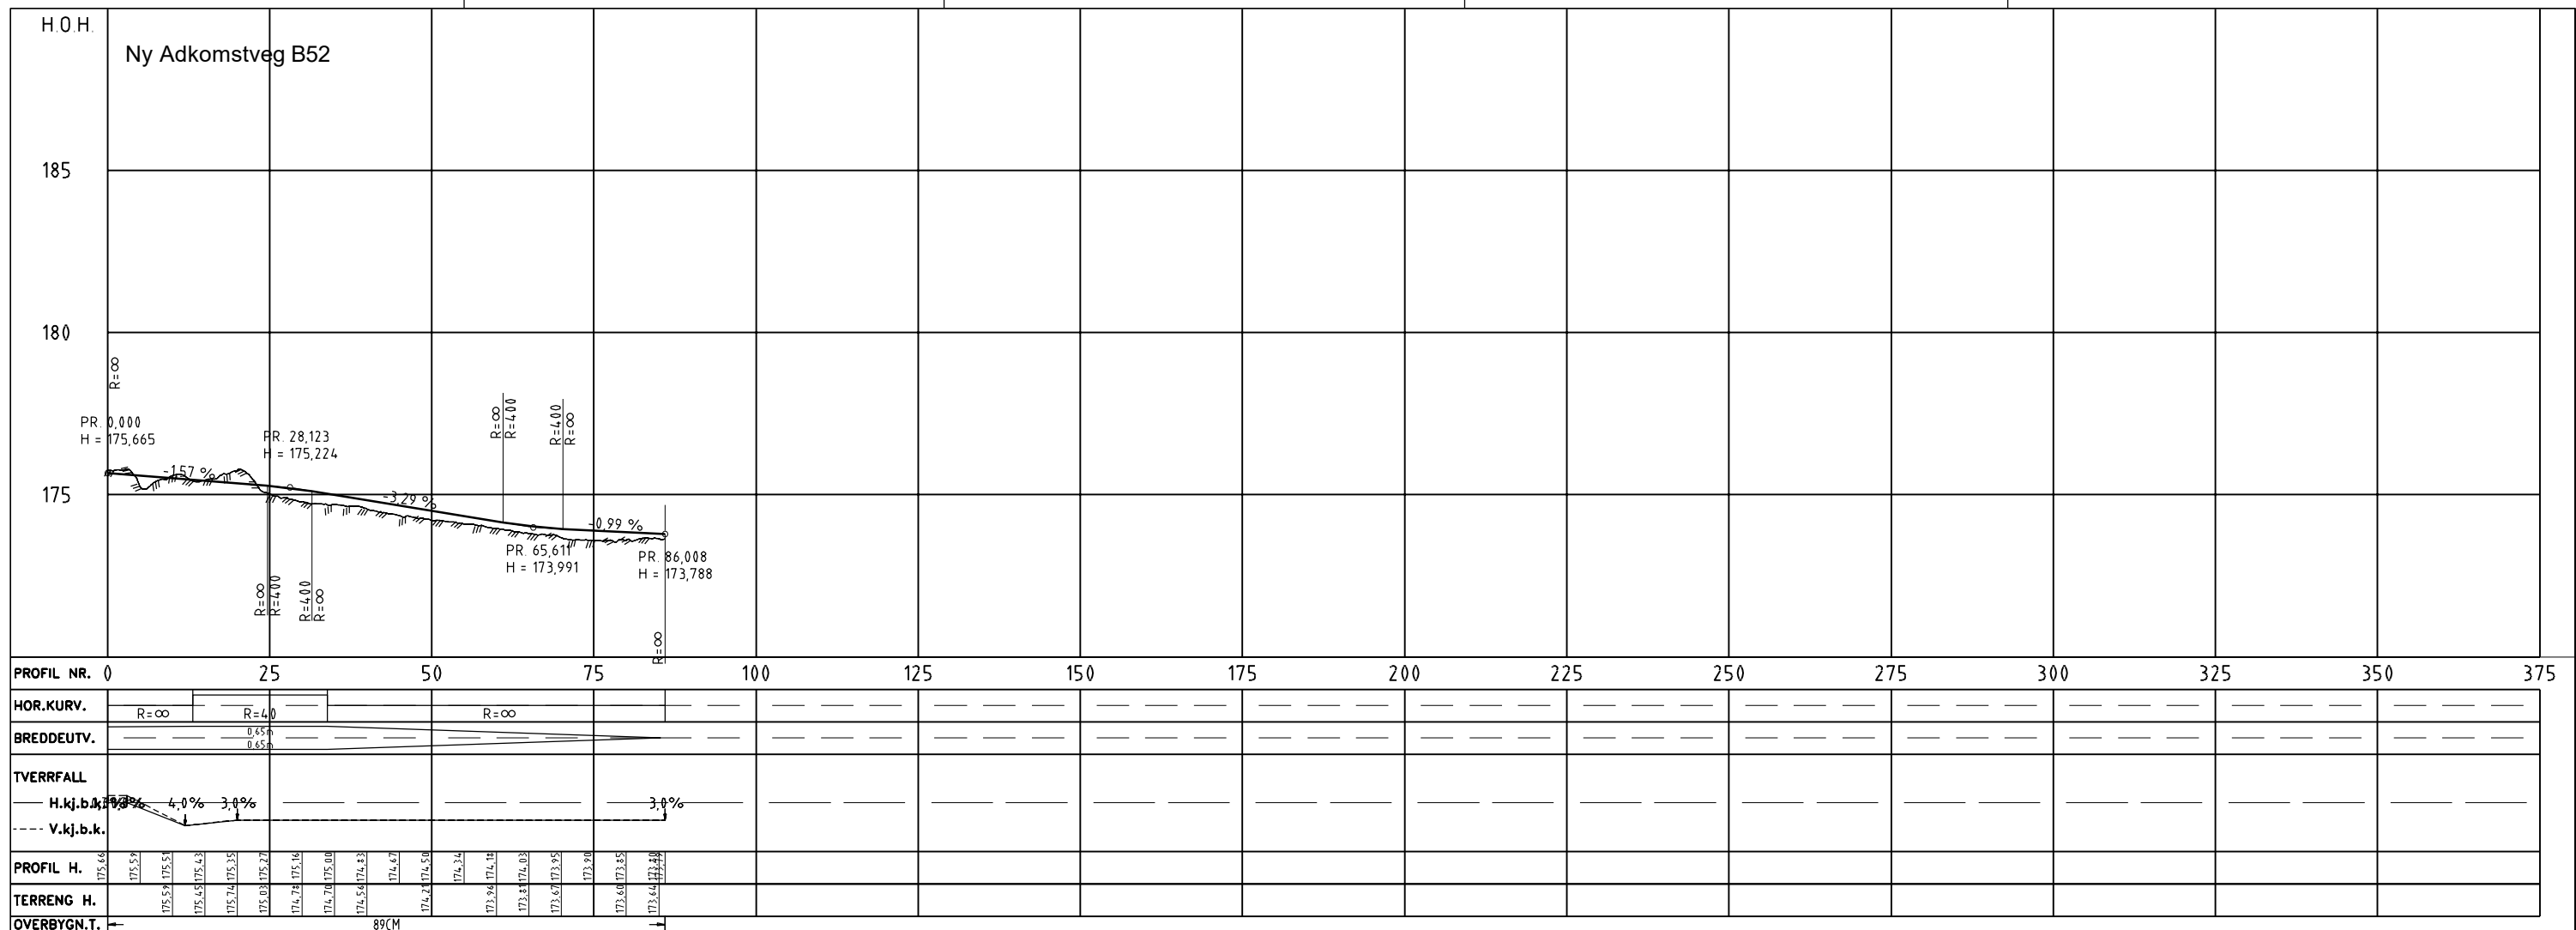 H.O.H.
Ny Adkomstveg B52
185
180
R=∞
PR. 0,000
H = 175,665
PR. 28,123
H = 175,224
R=∞
R=400
R=400
R=∞
-1,57 %
175
-3,29 %
-0,99 %
PR. 65,611
H = 173,991
PR. 86,008
H = 173,788
R=∞
R=400
R=400
R=∞
R=∞
PROFIL NR. 0 25 50 75 100 125 150 175 200 225 250 275 300 325 350 375
HOR.KURV. R=∞ R=40 R=∞
BREDDEUTV. 0,65m
0,65m
TVERRFALL
H.kj.b.k. 4,0% 3,0% 3,0%
V.kj.b.k.
PROFIL H. 175,66 175,59 175,51 175,43 175,35 175,27 175,16 175,00 174,83 174,67 174,50 174,34 174,18 174,03 173,95 173,90 173,85 173,80 173,79
TERRENG H. 175,59 175,45 175,74 175,03 174,78 174,70 174,56 174,21 173,96 173,81 173,67 173,60 173,64
OVERBYGN.T. 89CM